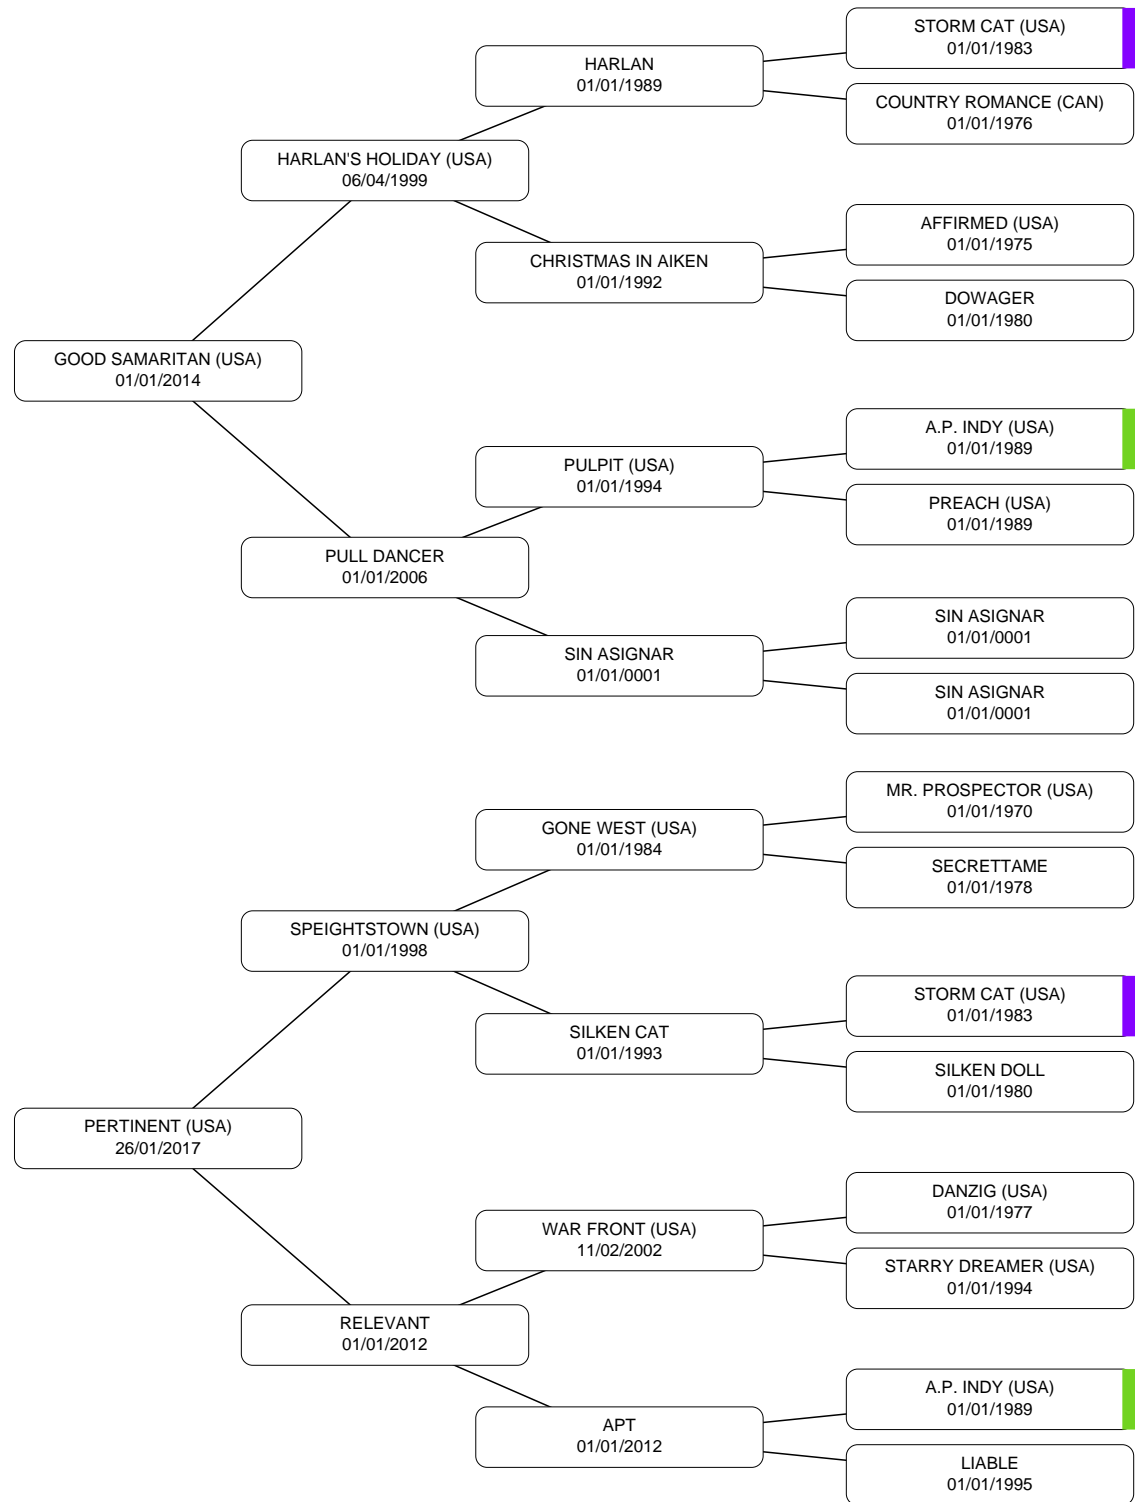 STORM CAT (USA)
01/01/1983
HARLAN
01/01/1989
COUNTRY ROMANCE (CAN)
01/01/1976
HARLAN'S HOLIDAY (USA)
06/04/1999
AFFIRMED (USA)
01/01/1975
CHRISTMAS IN AIKEN
01/01/1992
DOWAGER
01/01/1980
GOOD SAMARITAN (USA)
01/01/2014
A.P. INDY (USA)
01/01/1989
PULPIT (USA)
01/01/1994
PREACH (USA)
01/01/1989
PULL DANCER
01/01/2006
SIN ASIGNAR
01/01/0001
SIN ASIGNAR
01/01/0001
SIN ASIGNAR
01/01/0001
MR. PROSPECTOR (USA)
01/01/1970
GONE WEST (USA)
01/01/1984
SECRETTAME
01/01/1978
SPEIGHTSTOWN (USA)
01/01/1998
STORM CAT (USA)
01/01/1983
SILKEN CAT
01/01/1993
SILKEN DOLL
01/01/1980
PERTINENT (USA)
26/01/2017
DANZIG (USA)
01/01/1977
WAR FRONT (USA)
11/02/2002
STARRY DREAMER (USA)
01/01/1994
RELEVANT
01/01/2012
A.P. INDY (USA)
01/01/1989
APT
01/01/2012
LIABLE
01/01/1995